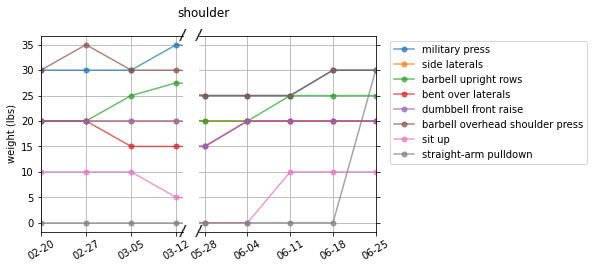 shoulder
weight (lbs)
35
30
25
20
15
10
5
0
02-20
02-27
03-05
03-12
05-28
06-04
06-11
06-18
06-25
military press
side laterals
barbell upright rows
bent over laterals
dumbbell front raise
barbell overhead shoulder press
sit up
straight-arm pulldown